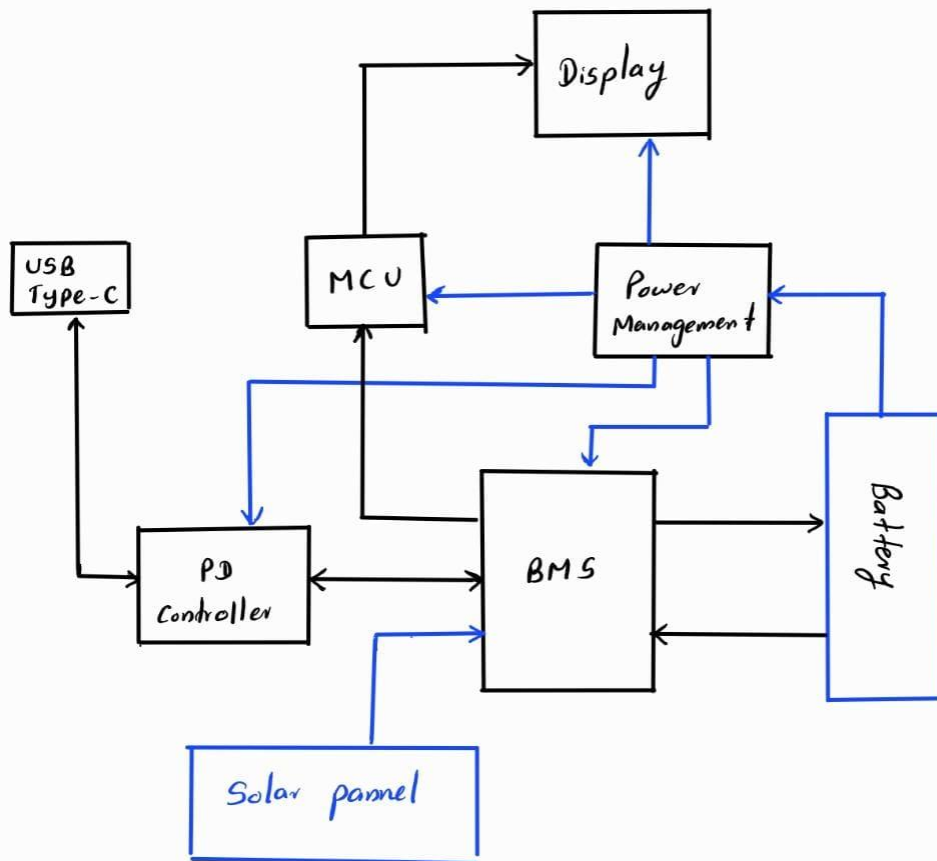 Display
USB
Type-C
MCU
Power
Management
Battery
PD
Controller
BMS
Solar pannel